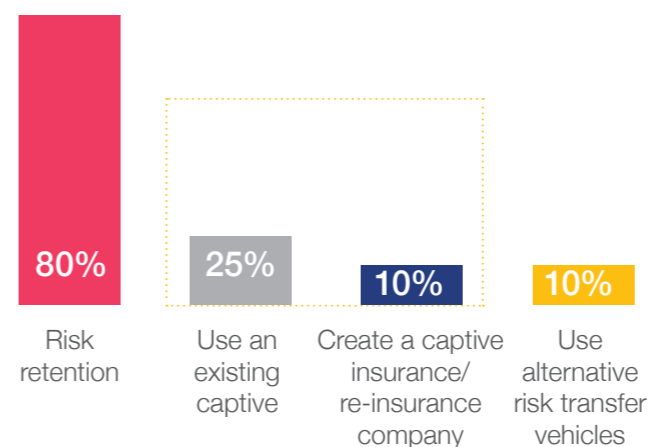 80%
25%
10%
10%
Risk
retention
Use an
existing
captive
Create a captive
insurance/
re-insurance
company
Use
alternative
risk transfer
vehicles